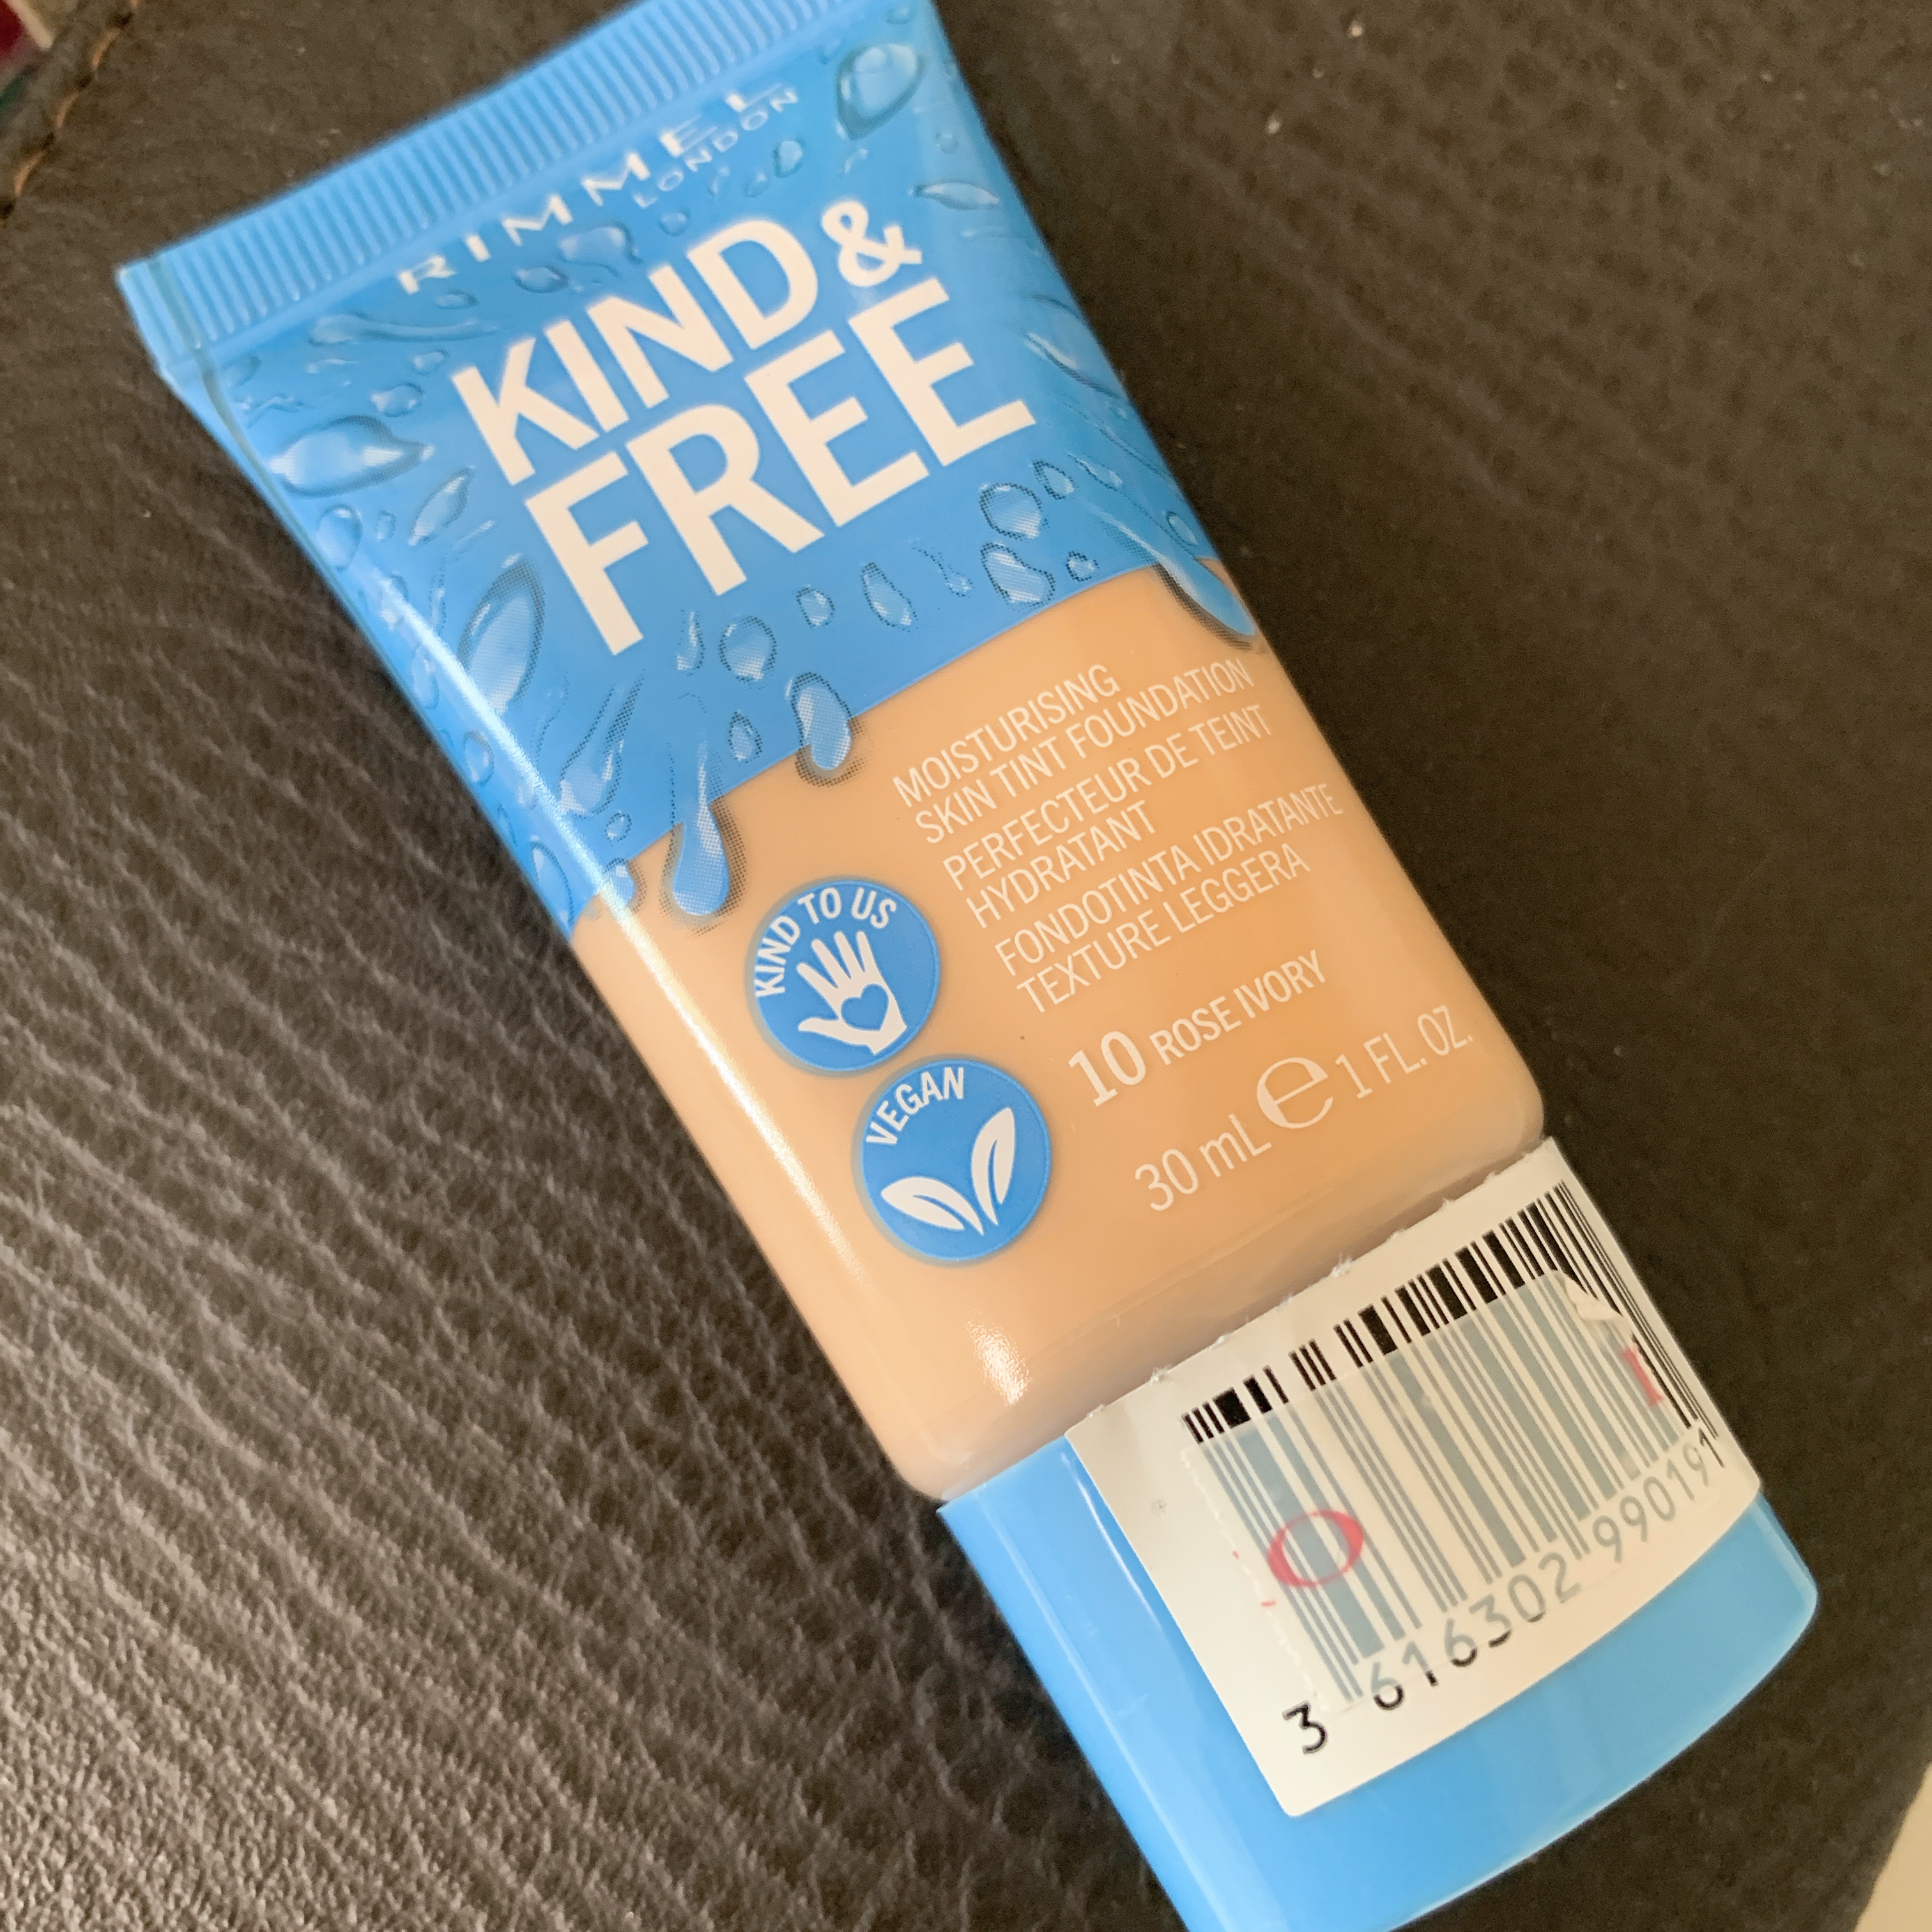 RIMMEL
LONDON
KIND &
FREE
MOISTURISING
SKIN TINT FOUNDATION
PERFECTEUR DE TEINT
HYDRATANT
FONDOTINTA IDRATANTE
TEXTURE LEGGERA
KIND TO US
10 ROSE IVORY
VEGAN
30 mL e 1 FL. OZ.
3 616302 990191